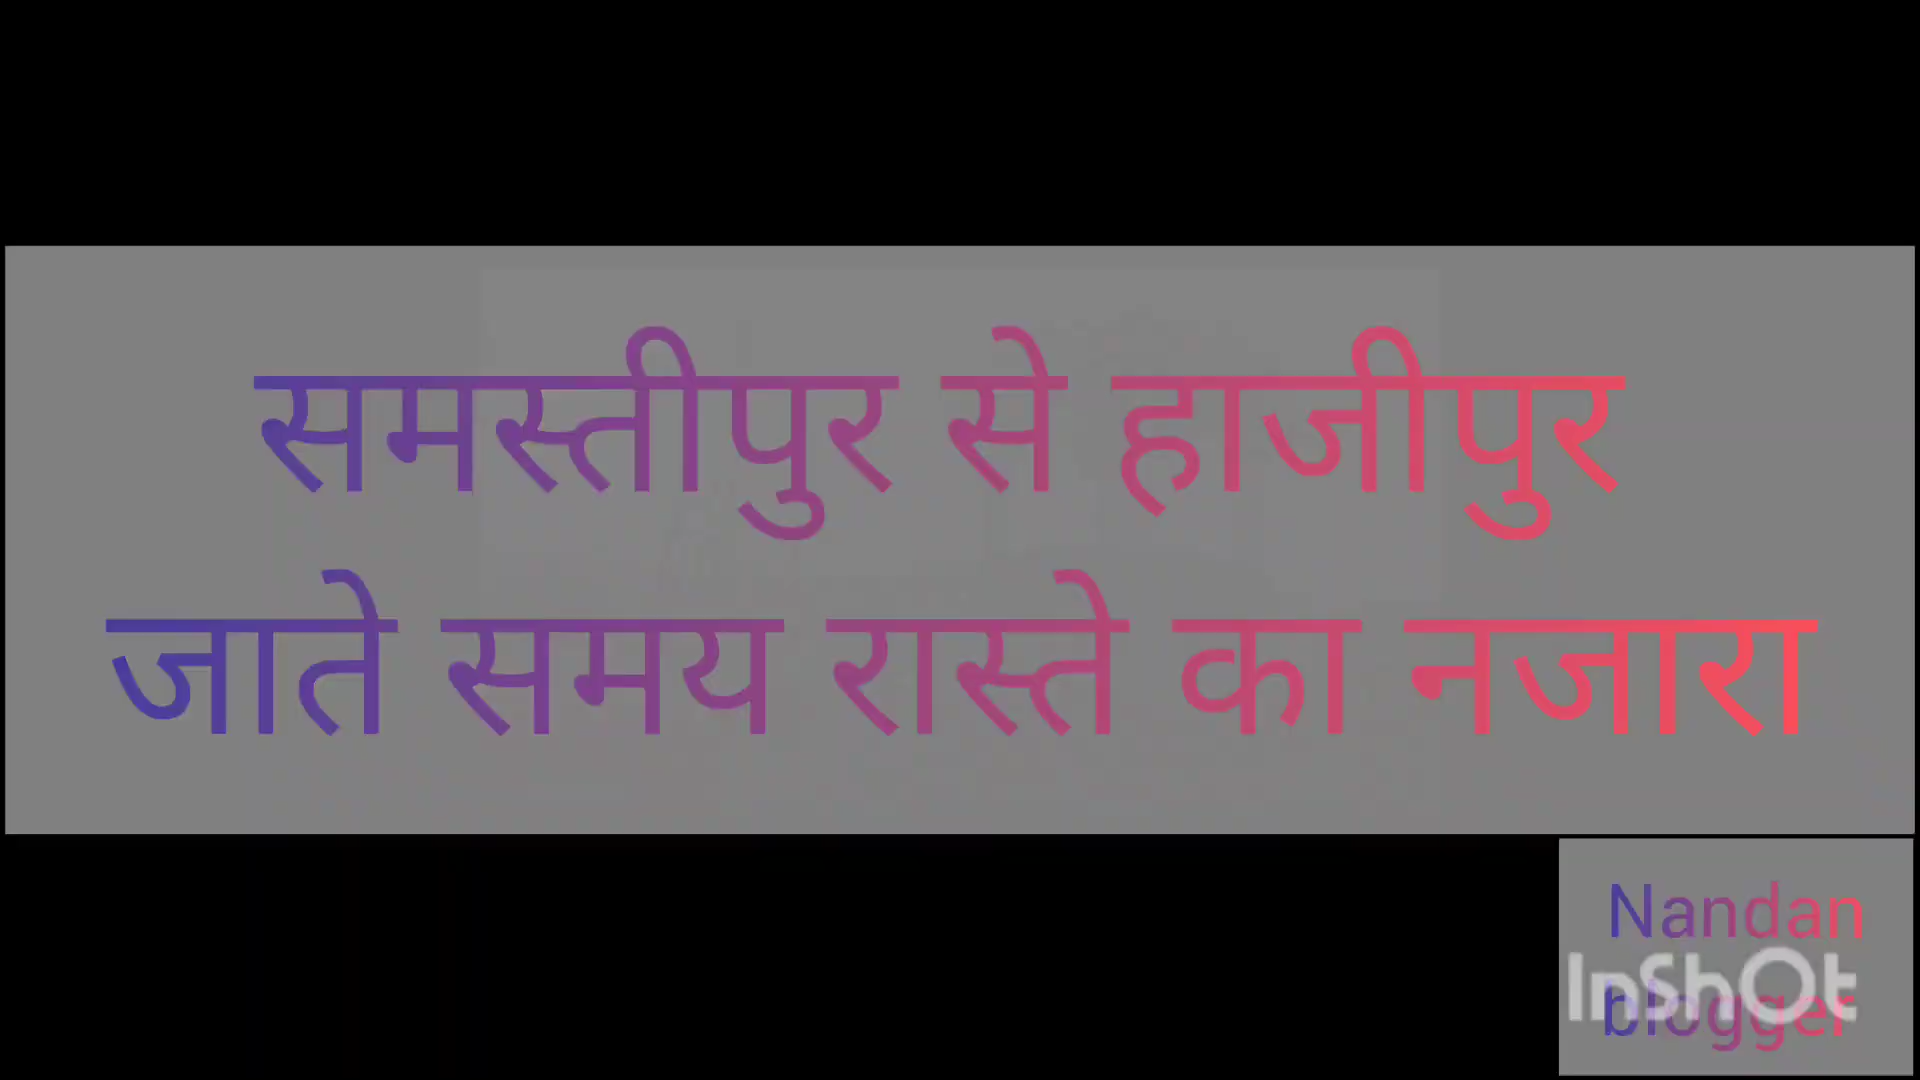 समस्तीपुर से हाजीपुर
जाते समय रास्ते का नजारा
Nandan
InShOt
blogger